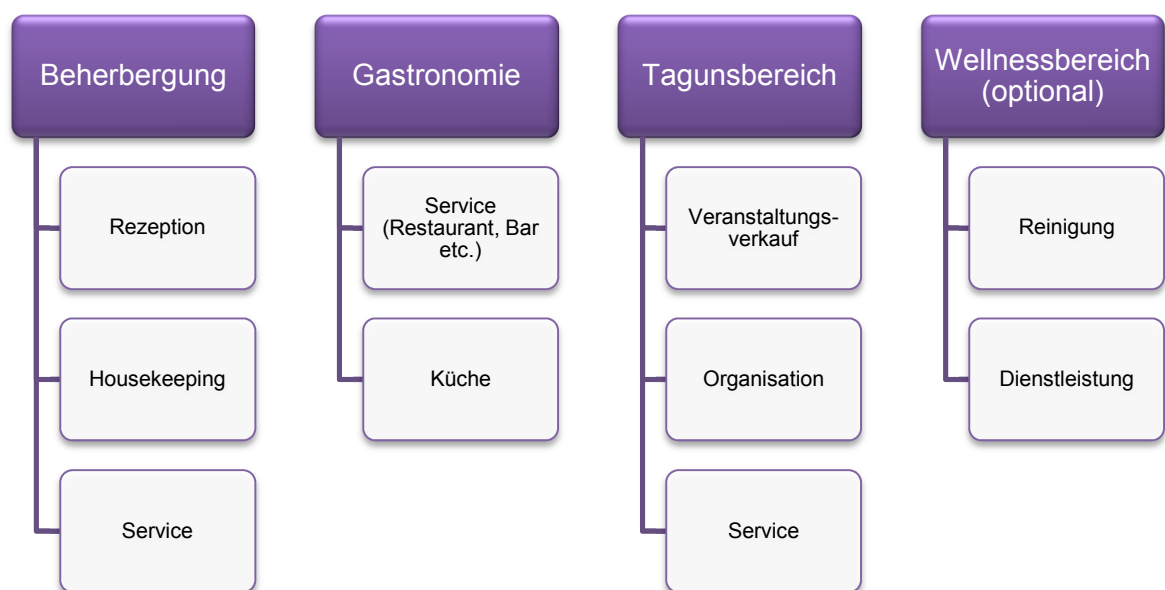 Beherbergung
Rezeption
Housekeeping
Service
Gastronomie
Service
(Restaurant, Bar
etc.)
Küche
Tagunsbereich
Veranstaltungs-
verkauf
Organisation
Service
Wellnessbereich
(optional)
Reinigung
Dienstleistung